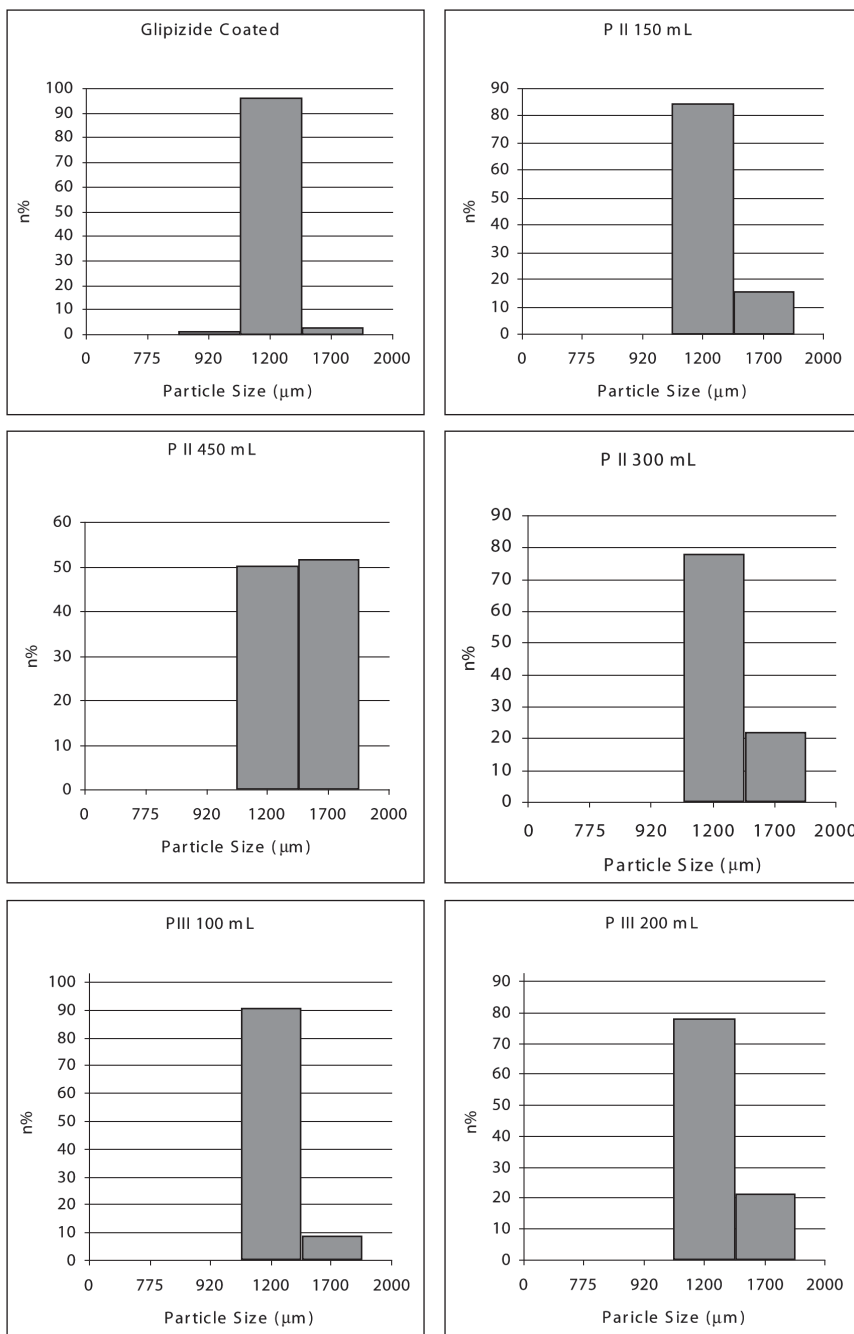 Glipizide Coated
100
90
80
70
60
50
40
30
20
10
0
n%
0 775 920 1200 1700 2000
Particle Size (μm)
P II 150 mL
90
80
70
60
50
40
30
20
10
0
n%
0 775 920 1200 1700 2000
Particle Size (μm)
P II 450 mL
60
50
40
30
20
10
0
n%
0 775 920 1200 1700 2000
Particle Size (μm)
P II 300 mL
90
80
70
60
50
40
30
20
10
0
n%
0 775 920 1200 1700 2000
Particle Size (μm)
PIII 100 mL
100
90
80
70
60
50
40
30
20
10
0
n%
0 775 920 1200 1700 2000
Particle Size (μm)
P III 200 mL
90
80
70
60
50
40
30
20
10
0
n%
0 775 920 1200 1700 2000
Paricle Size (μm)